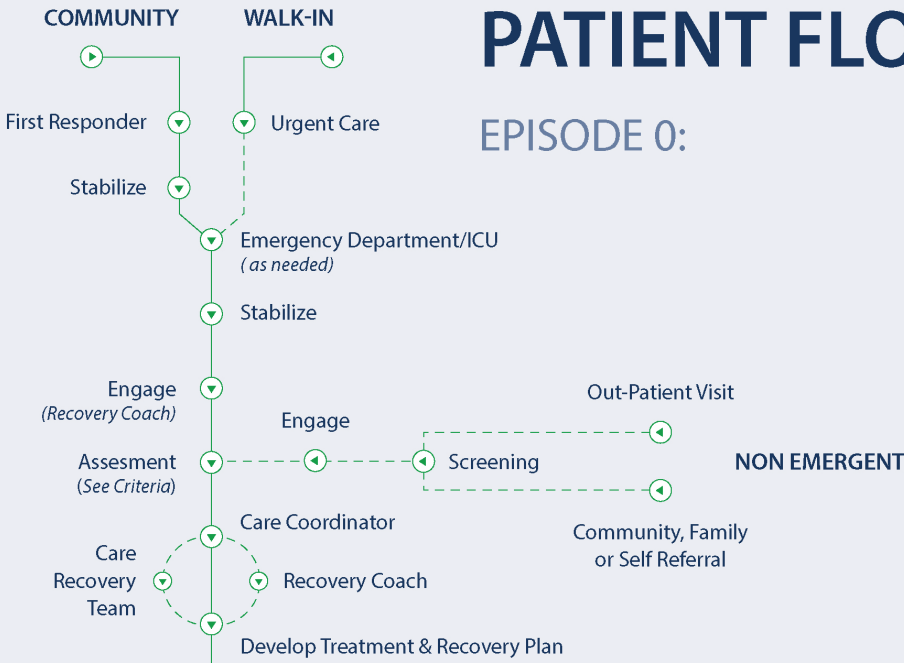 COMMUNITY
WALK-IN
PATIENT FLO
EPISODE 0:
First Responder
Urgent Care
Stabilize
Emergency Department/ICU
( as needed)
Stabilize
Engage
(Recovery Coach)
Out-Patient Visit
Engage
Assesment
(See Criteria)
Screening
NON EMERGENT
Community, Family
or Self Referral
Care Coordinator
Care
Recovery
Team
Recovery Coach
Develop Treatment & Recovery Plan